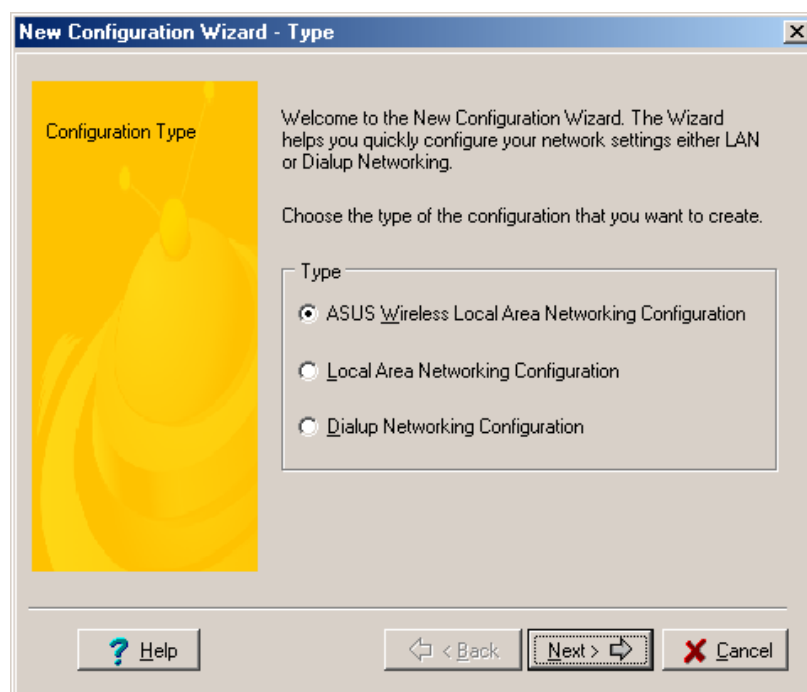 New Configuration Wizard - Type
Configuration Type
Welcome to the New Configuration Wizard. The Wizard
helps you quickly configure your network settings either LAN
or Dialup Networking.
Choose the type of the configuration that you want to create.
Type
ASUS Wireless Local Area Networking Configuration
Local Area Networking Configuration
Dialup Networking Configuration
Help
< Back
Next >
Cancel